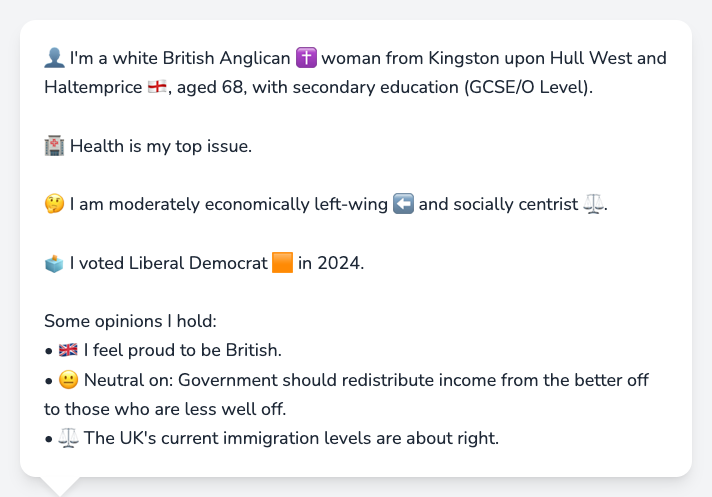 👤 I'm a white British Anglican ✝️ woman from Kingston upon Hull West and
Haltemprice 🏴󠁧󠁢󠁥󠁮󠁧󠁿, aged 68, with secondary education (GCSE/O Level).
🏥 Health is my top issue.
🤔 I am moderately economically left-wing ⬅️ and socially centrist ⚖️.
🗳️ I voted Liberal Democrat 🟧 in 2024.
Some opinions I hold:
• 🇬🇧 I feel proud to be British.
• 😐 Neutral on: Government should redistribute income from the better off
to those who are less well off.
• ⚖️ The UK's current immigration levels are about right.